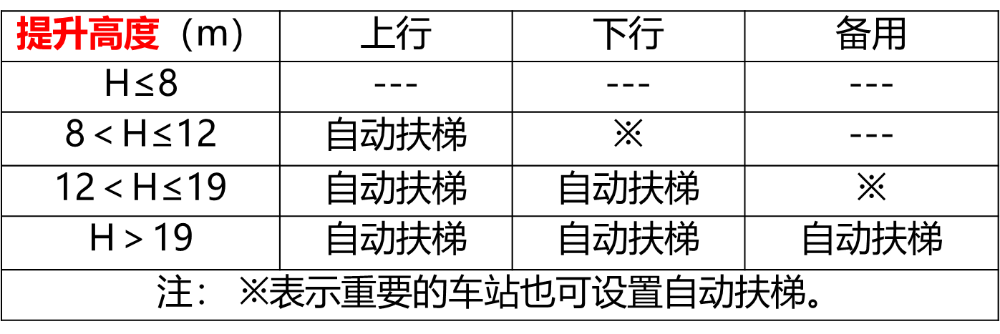 提升高度（m） 上行 下行 备用
H≤8 --- --- ---
8＜H≤12 自动扶梯 ※ ---
12＜H≤19 自动扶梯 自动扶梯 ※
H＞19 自动扶梯 自动扶梯 自动扶梯
注： ※表示重要的车站也可设置自动扶梯。